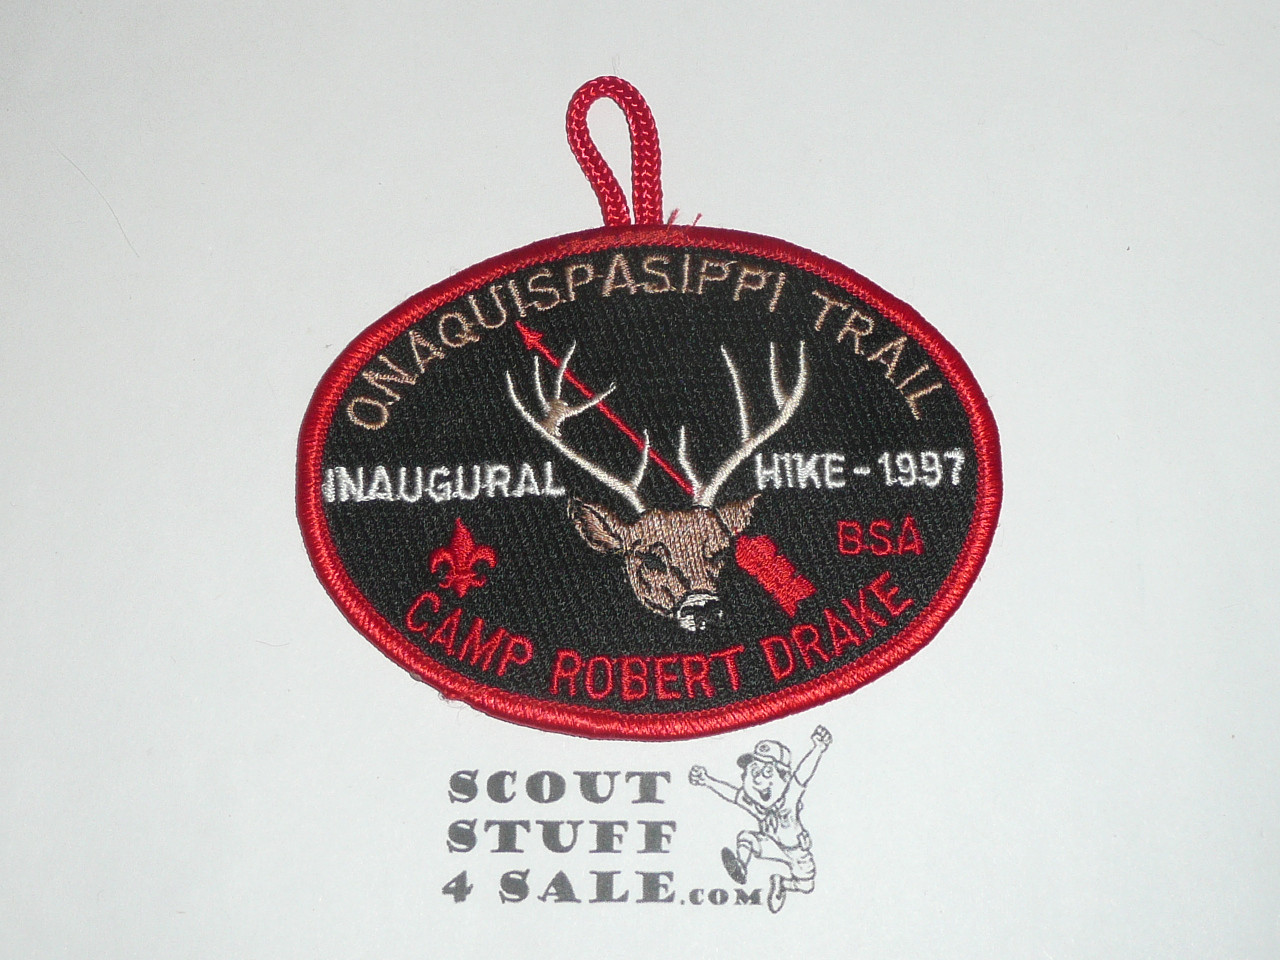 ONAQUISPASIPPI TRAIL
INAUGURAL HIKE - 1997
BSA
CAMP ROBERT DRAKE
SCOUT
STUFF
4 SALE.COM